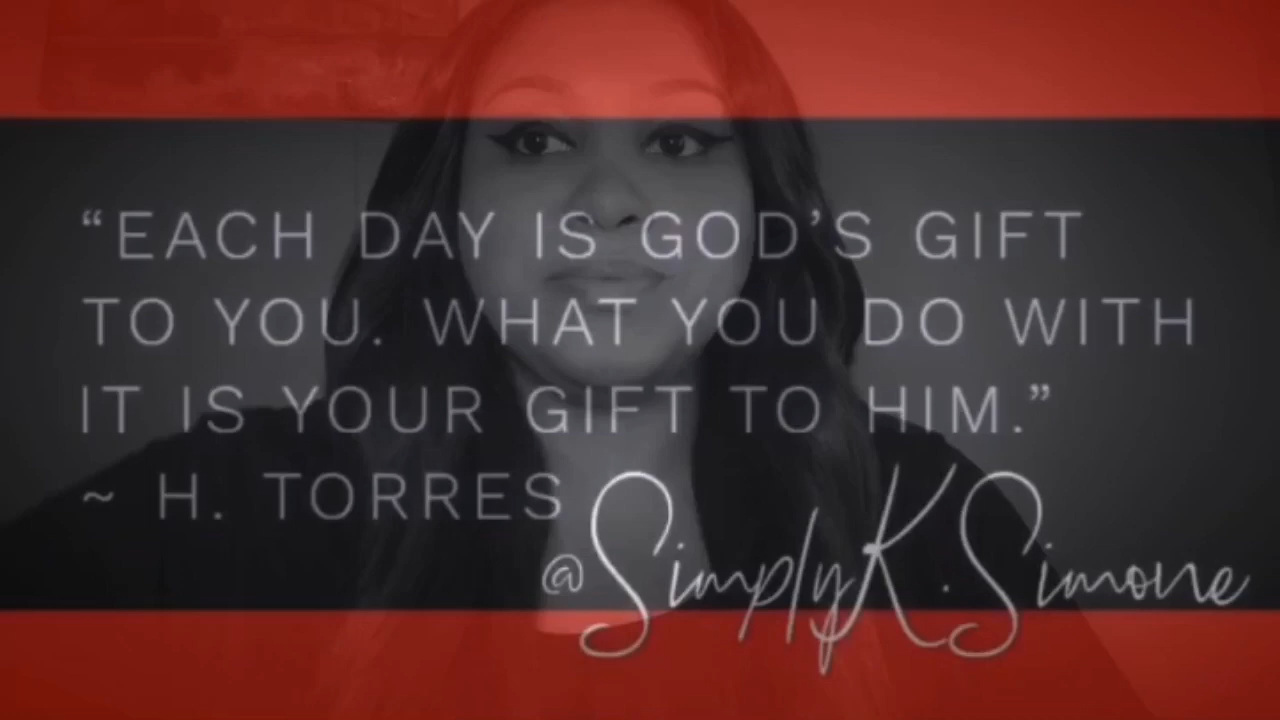 “EACH DAY IS GOD’S GIFT
TO YOU. WHAT YOU DO WITH
IT IS YOUR GIFT TO HIM.”
~ H. TORRES
@SimplyK.Simone